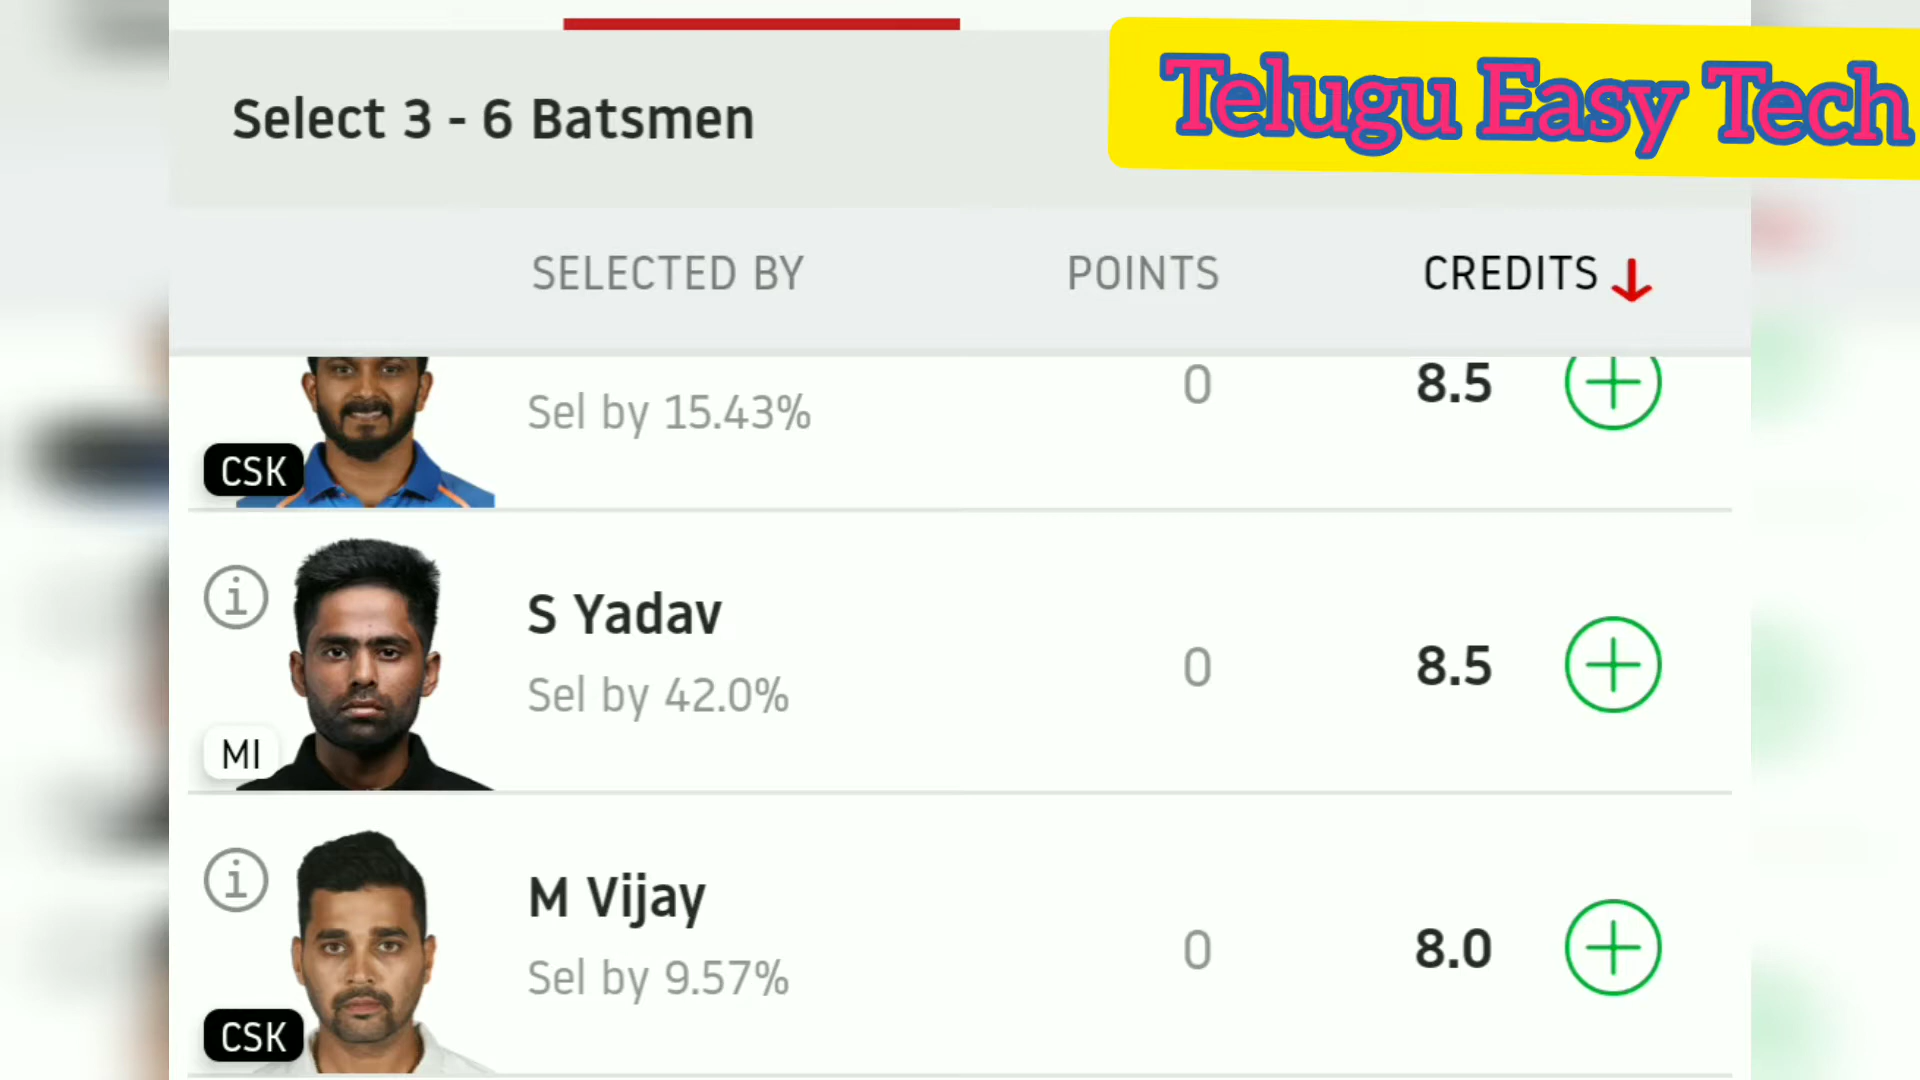 Telugu Easy Tech
Select 3 - 6 Batsmen
SELECTED BY POINTS CREDITS
Sel by 15.43% 0 8.5
CSK
S Yadav
Sel by 42.0% 0 8.5
MI
M Vijay
Sel by 9.57% 0 8.0
CSK